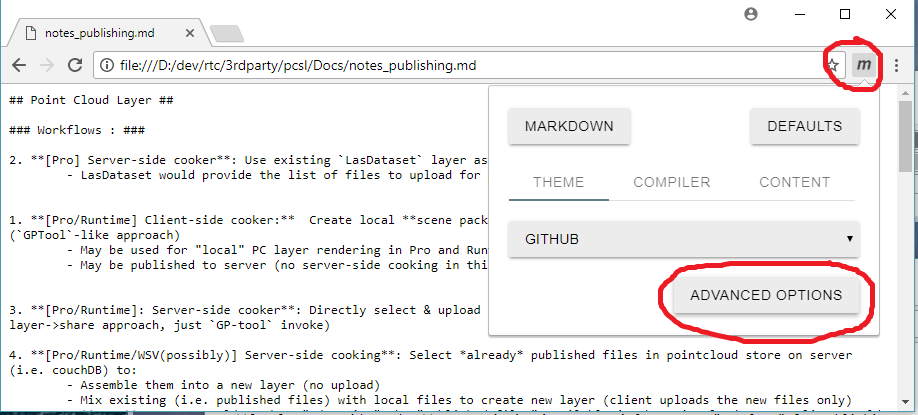 notes_publishing.md
file:///D:/dev/rtc/3rdparty/pcsl/Docs/notes_publishing.md
m
## Point Cloud Layer ##
### Workflows : ###
2. **[Pro] Server-side cooker**: Use existing `LasDataset` layer as
- LasDataset would provide the list of files to upload for
1. **[Pro/Runtime] Client-side cooker:**  Create local **scene pack
(`GPTool`-like approach)
- May be used for "local" PC layer rendering in Pro and Run
- May be published to server (no server-side cooking in thi
3. **[Pro/Runtime]: Server-side cooker**: Directly select & upload
layer->share approach, just `GP-tool` invoke)
4. **[Pro/Runtime/WSV(possibly)] Server-side cooking**: Select *already* published files in pointcloud store on server
(i.e. couchDB) to:
- Assemble them into a new layer (no upload)
- Mix existing (i.e. published files) with local files to create new layer (client uploads the new files only)
MARKDOWN
DEFAULTS
THEME COMPILER CONTENT
GITHUB
ADVANCED OPTIONS